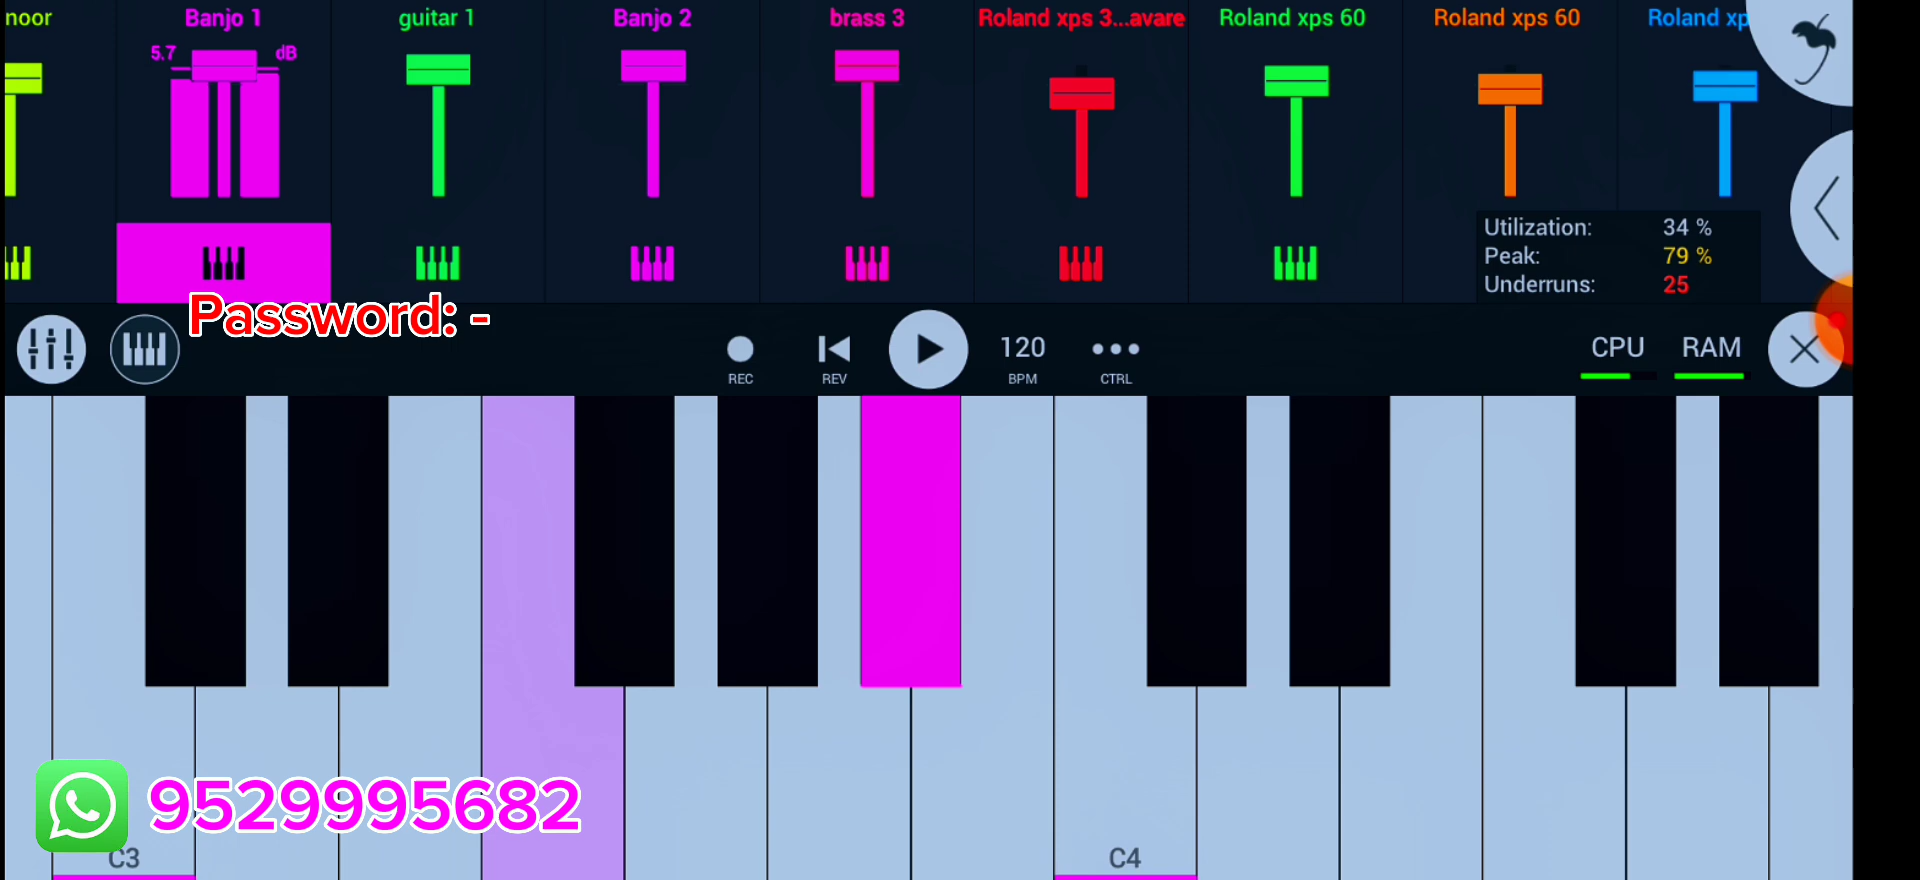 noor
Banjo 1
guitar 1
Banjo 2
brass 3
Roland xps 3...avare
Roland xps 60
Roland xps 60
Roland xp
5.7
dB
Utilization: 34 %
Peak: 79 %
Underruns: 25
Password: -
REC
REV
120
BPM
CTRL
CPU
RAM
9529995682
C3
C4